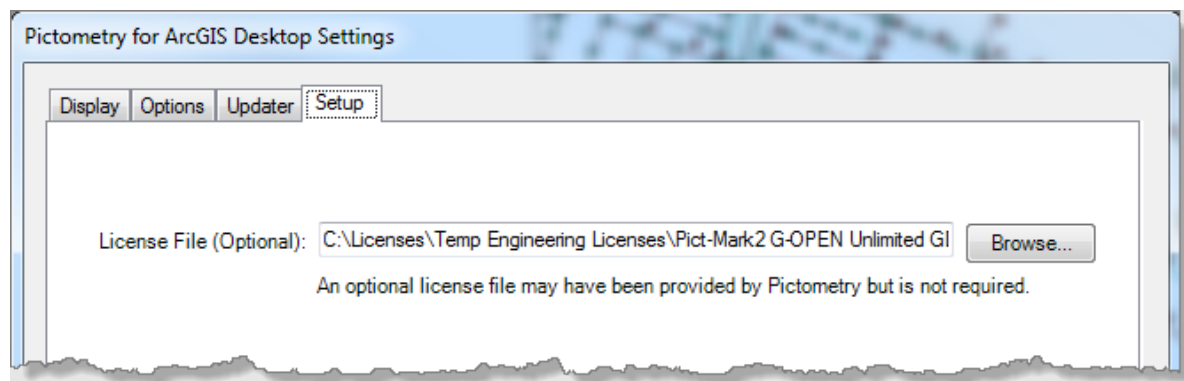 Pictometry for ArcGIS Desktop Settings
Display Options Updater Setup
License File (Optional): C:\Licenses\Temp Engineering Licenses\Pict-Mark2 G-OPEN Unlimited GI Browse...
An optional license file may have been provided by Pictometry but is not required.